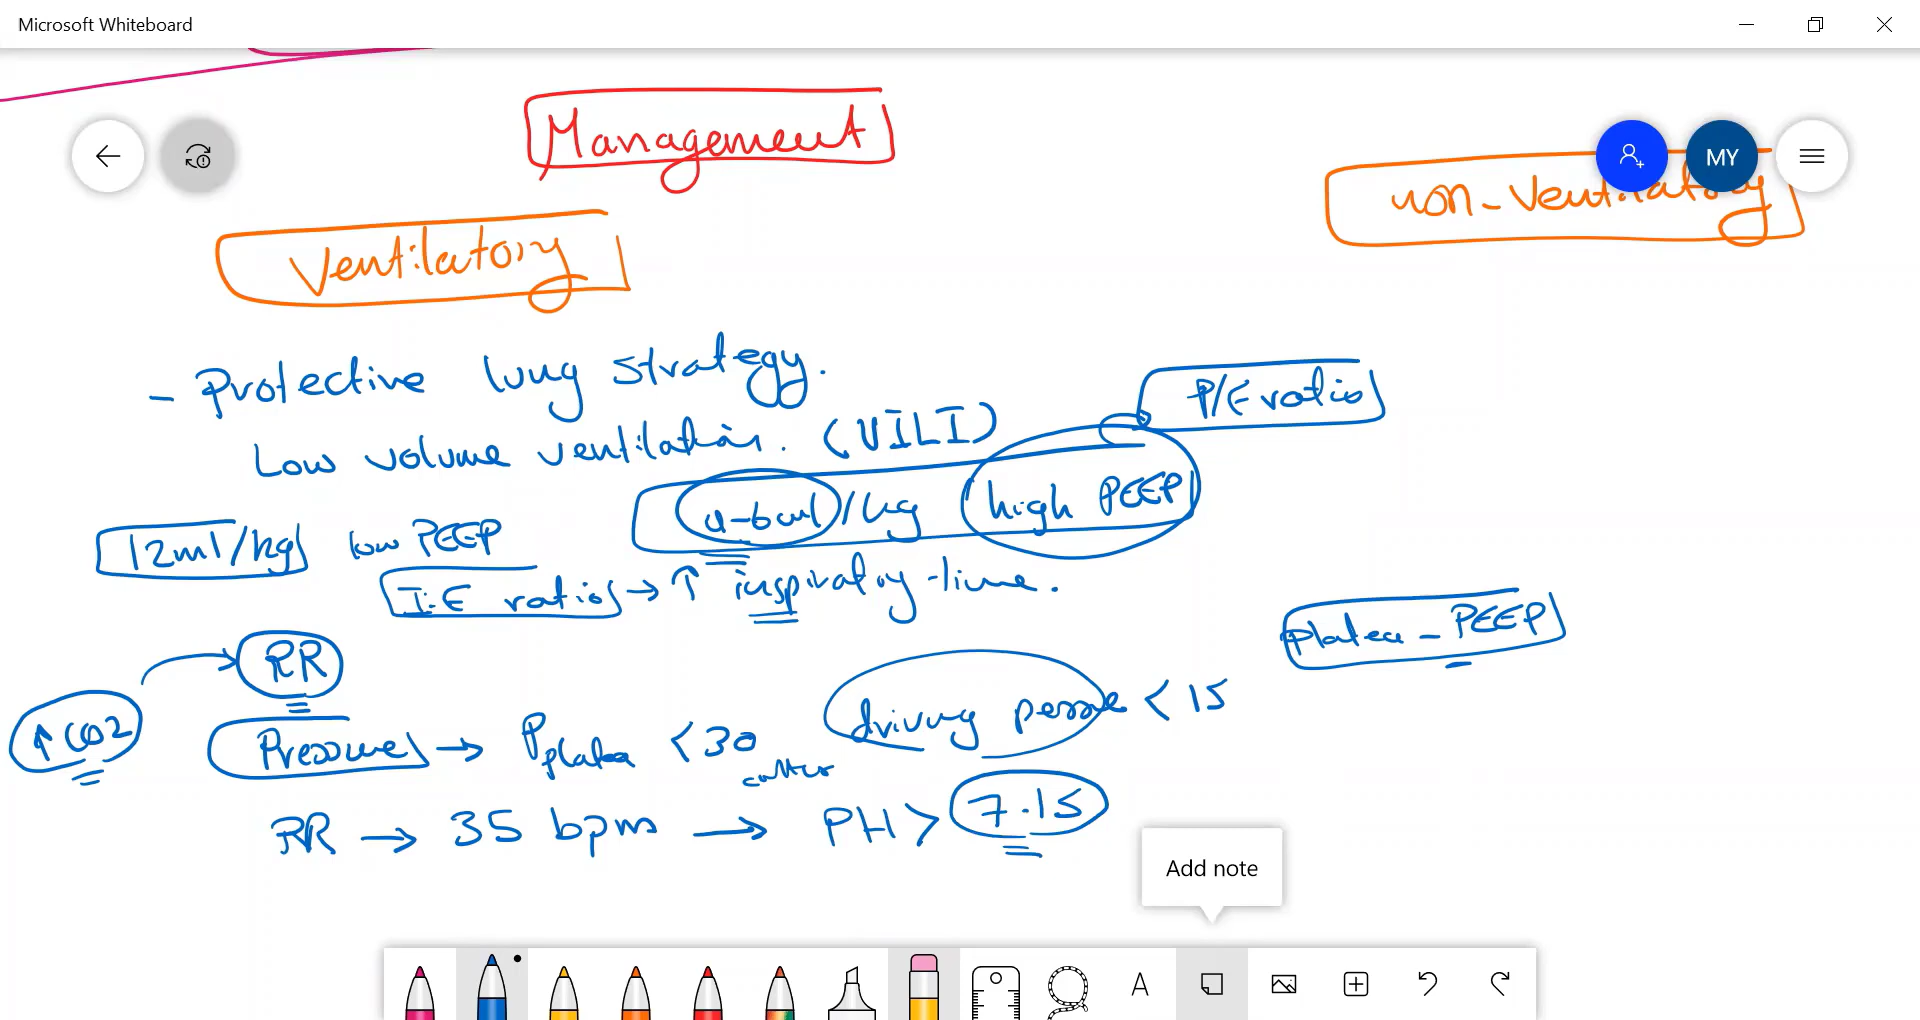 Microsoft Whiteboard
Management
MY
non-Ventilatory
Ventilatory
- Protective lung strategy.
P/F ratio
Low volume ventilation. (VILI)
4-6ml/kg high PEEP
12ml/kg low PEEP
I:E ratio → ↑ inspiratory time.
Platea - PEEP
RR
↑ CO2
driving pressure < 15
Pressure → Pplatea < 30
RR → 35 bpm → PH > 7.15
Add note
A